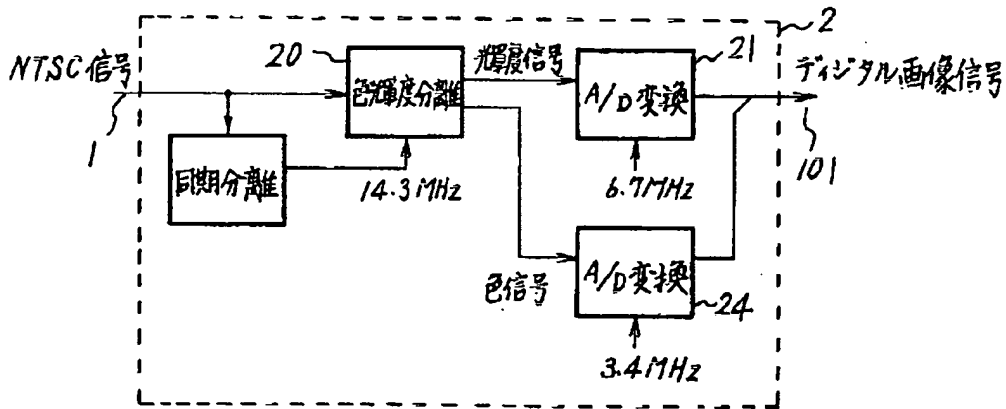 2
20
21
NTSC信号
輝度信号
ディジタル画像信号
色輝度分離
A/D変換
1
101
同期分離
14.3MHz
6.7MHz
色信号
A/D変換
24
3.4MHz